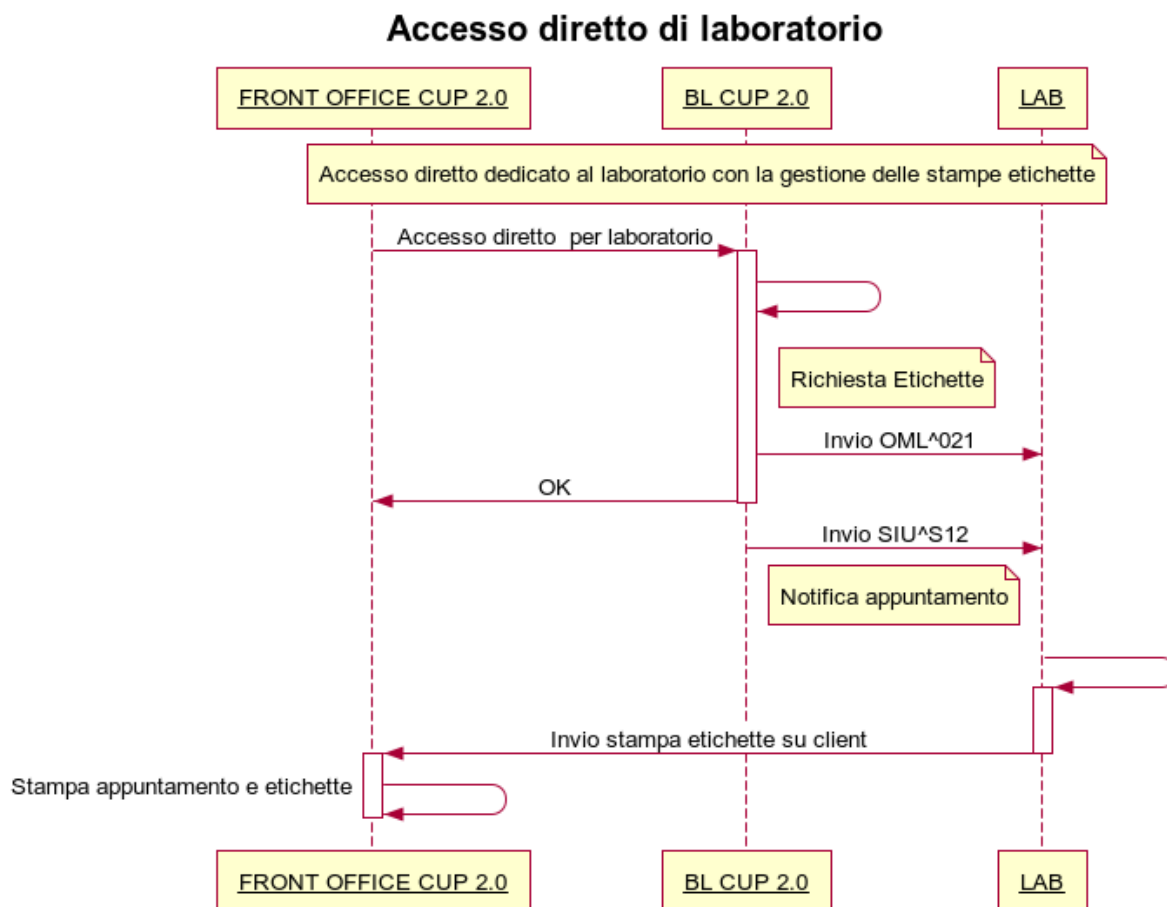 Accesso diretto di laboratorio
FRONT OFFICE CUP 2.0
BL CUP 2.0
LAB
Accesso diretto dedicato al laboratorio con la gestione delle stampe etichette
Accesso diretto  per laboratorio
Richiesta Etichette
Invio OML^021
OK
Invio SIU^S12
Notifica appuntamento
Invio stampa etichette su client
Stampa appuntamento e etichette
FRONT OFFICE CUP 2.0
BL CUP 2.0
LAB